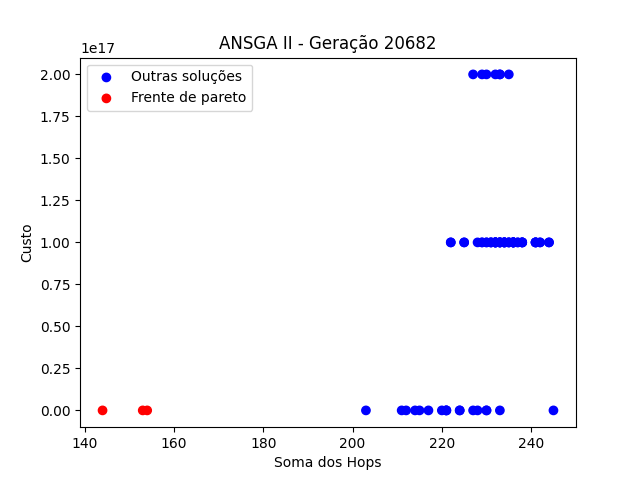 ANSGA II - Geração 20682
1e17
Outras soluções
Frente de pareto
2.00
1.75
1.50
1.25
1.00
0.75
0.50
0.25
0.00
Custo
140 160 180 200 220 240
Soma dos Hops